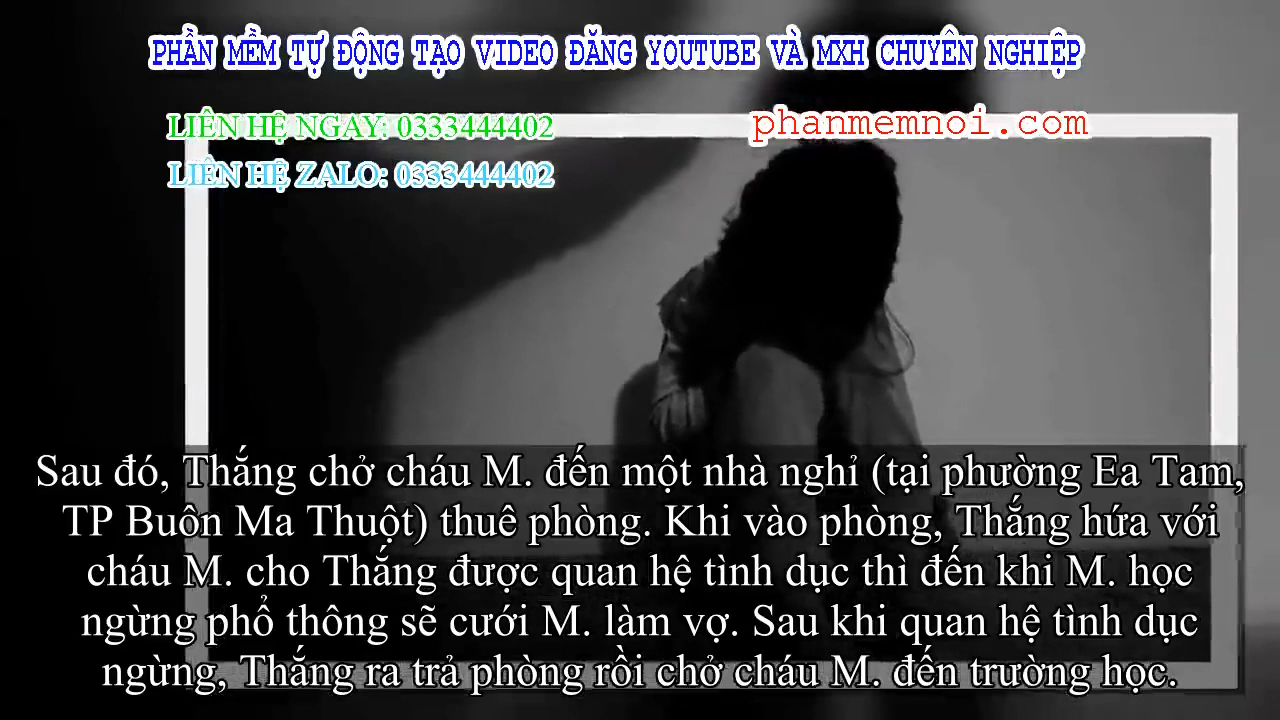 PHẦN MỀM TỰ ĐỘNG TẠO VIDEO ĐĂNG YOUTUBE VÀ MXH CHUYÊN NGHIỆP
LIÊN HỆ NGAY: 0333444402
phanmemnoi.com
LIÊN HỆ ZALO: 0333444402
Sau đó, Thắng chở cháu M. đến một nhà nghỉ (tại phường Ea Tam,
TP Buôn Ma Thuột) thuê phòng. Khi vào phòng, Thắng hứa với
cháu M. cho Thắng được quan hệ tình dục thì đến khi M. học
ngừng phổ thông sẽ cưới M. làm vợ. Sau khi quan hệ tình dục
ngừng, Thắng ra trả phòng rồi chở cháu M. đến trường học.